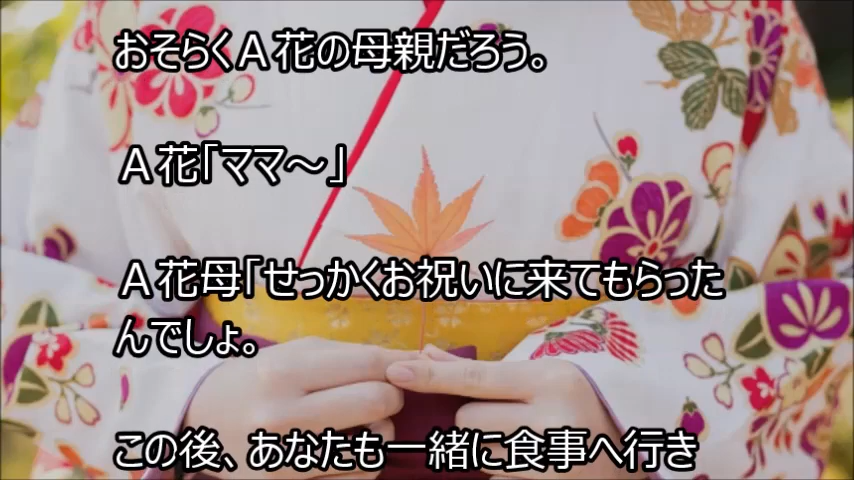 おそらくＡ花の母親だろう。
Ａ花「ママ～」
Ａ花母「せっかくお祝いに来てもらった
んでしょ。
この後、あなたも一緒に食事へ行き